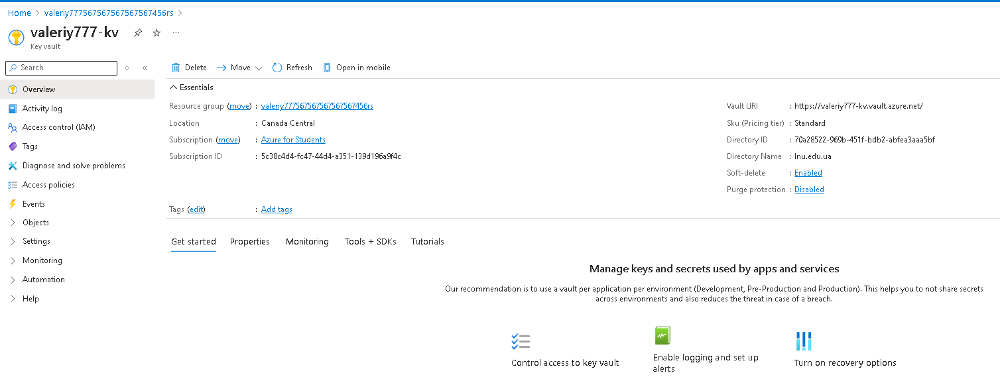 Home > valeriy777567567567567567456rs >
valeriy777-kv
Key vault
Search
Overview
Activity log
Access control (IAM)
Tags
Diagnose and solve problems
Access policies
Events
Objects
Settings
Monitoring
Automation
Help
Delete Move Refresh Open in mobile
Essentials
Resource group (move) : valeriy777567567567567567456rs
Location : Canada Central
Subscription (move) : Azure for Students
Subscription ID : 5c38c4d4-fc47-44d4-a351-139d196a9f4c
Vault URI : https://valeriy777-kv.vault.azure.net/
Sku (Pricing tier) : Standard
Directory ID : 70a28522-969b-451f-bdb2-abfea3aaa5bf
Directory Name : lnu.edu.ua
Soft-delete : Enabled
Purge protection : Disabled
Tags (edit) : Add tags
Get started Properties Monitoring Tools + SDKs Tutorials
Manage keys and secrets used by apps and services
Our recommendation is to use a vault per application per environment (Development, Pre-Production and Production). This helps you to not share secrets
across environments and also reduces the threat in case of a breach.
Control access to key vault
Enable logging and set up
alerts
Turn on recovery options